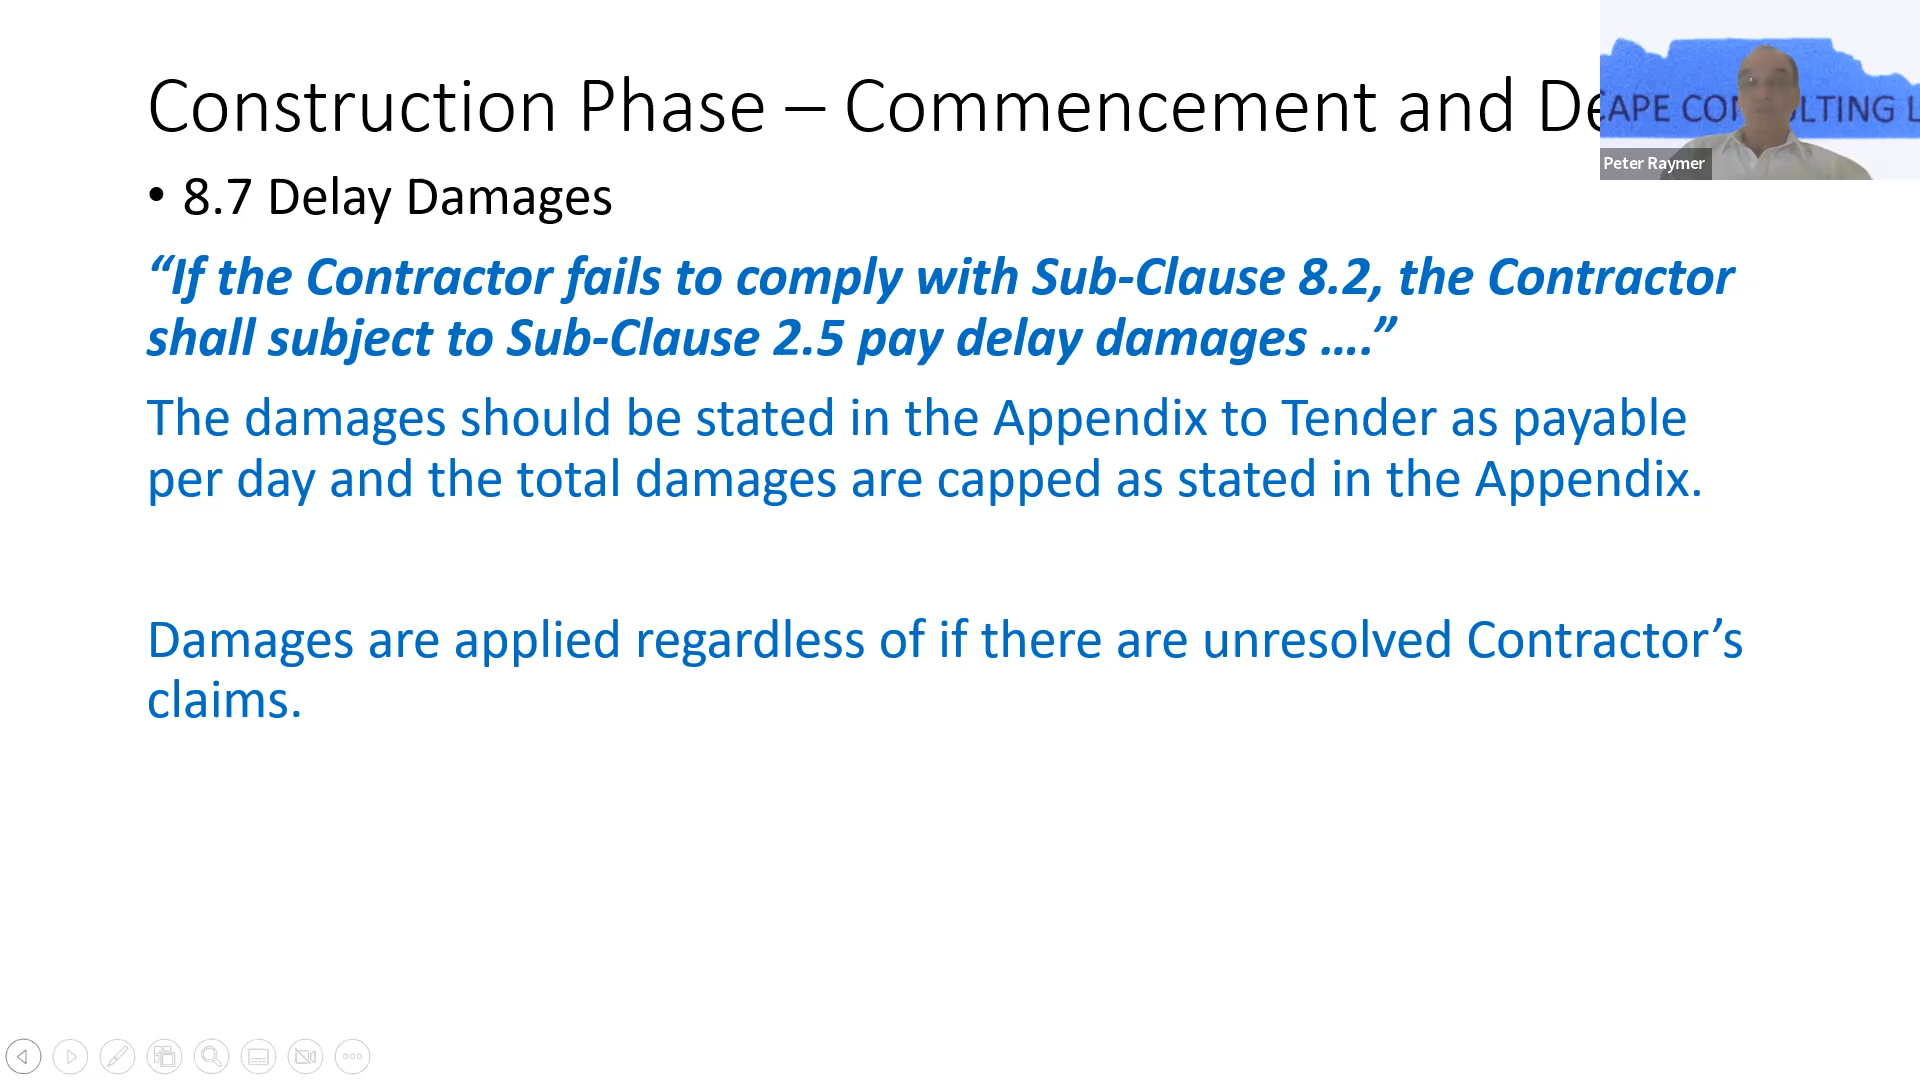 Construction Phase – Commencement and De
CAPE CON ULTING L
Peter Raymer
• 8.7 Delay Damages
“If the Contractor fails to comply with Sub-Clause 8.2, the Contractor
shall subject to Sub-Clause 2.5 pay delay damages ….”
The damages should be stated in the Appendix to Tender as payable
per day and the total damages are capped as stated in the Appendix.
Damages are applied regardless of if there are unresolved Contractor’s
claims.